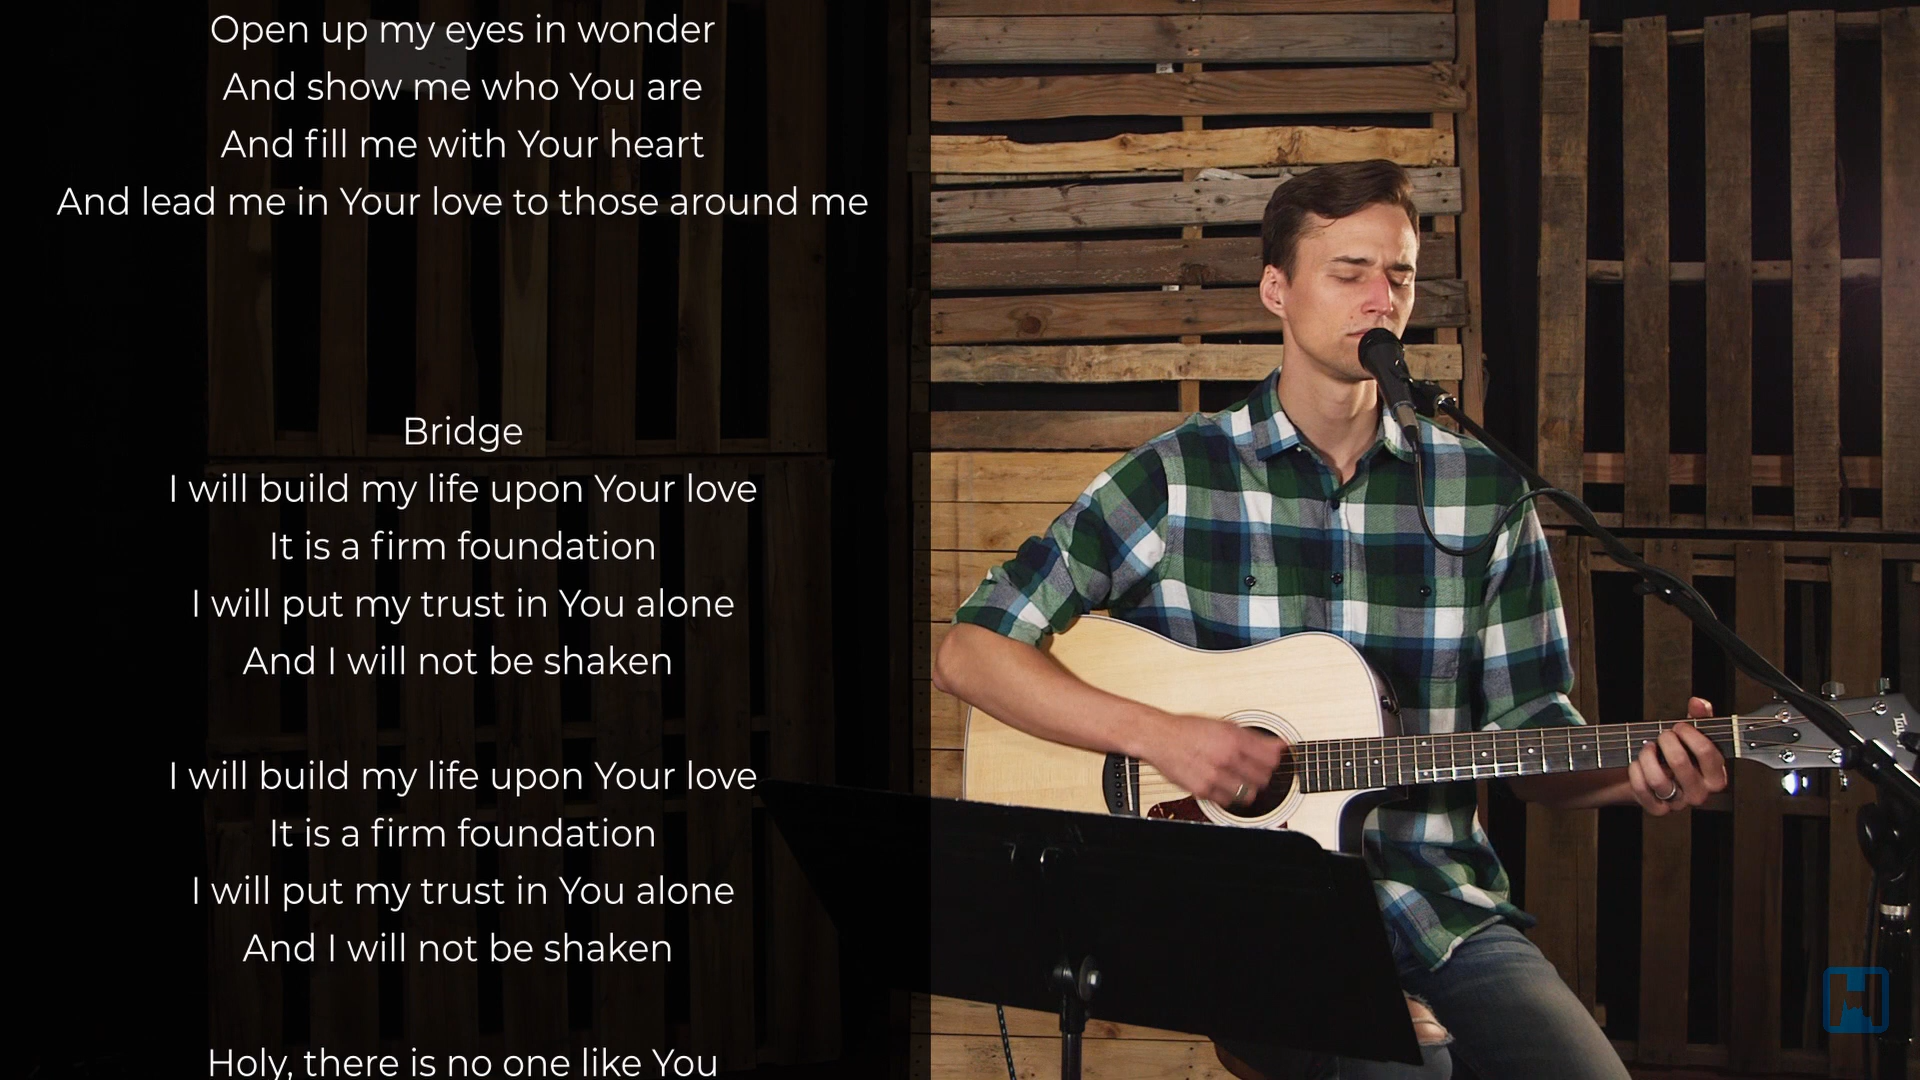 Open up my eyes in wonder
And show me who You are
And fill me with Your heart
And lead me in Your love to those around me
Bridge
I will build my life upon Your love
It is a firm foundation
I will put my trust in You alone
And I will not be shaken
I will build my life upon Your love
It is a firm foundation
I will put my trust in You alone
And I will not be shaken
Holy, there is no one like You